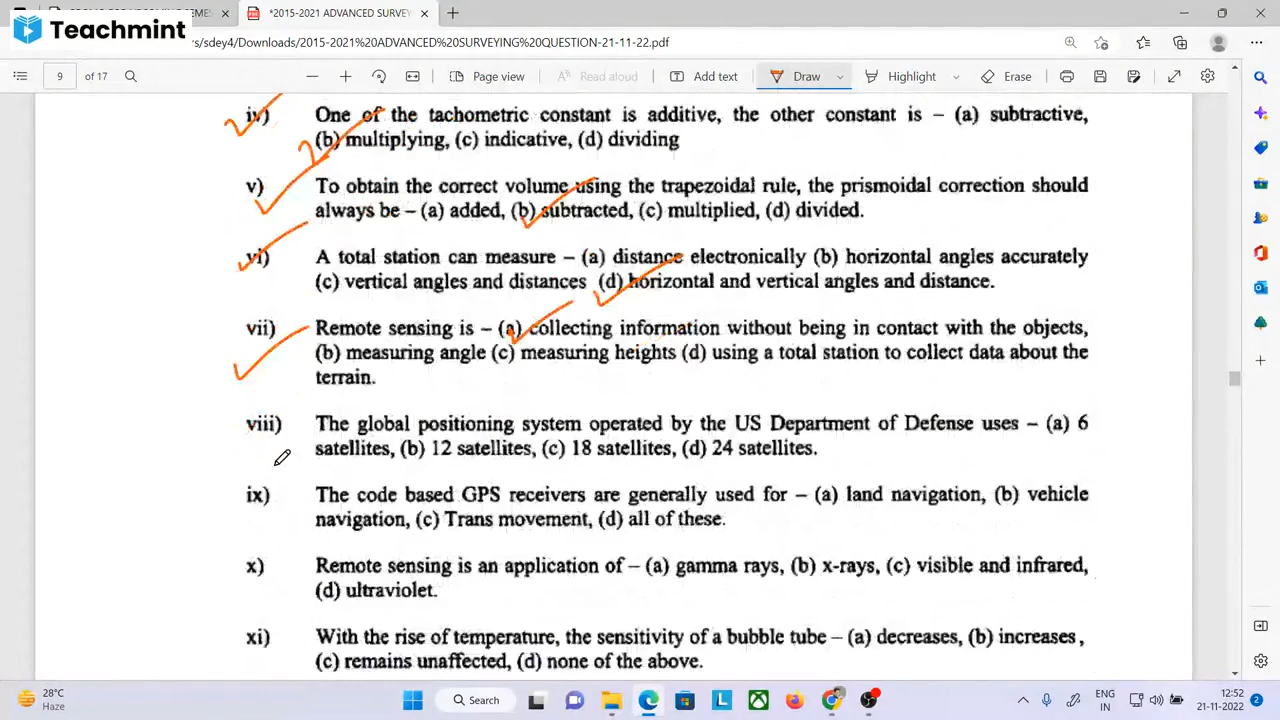 *2015-2021 ADVANCED SURVEY
Teachmint
rs/sdey4/Downloads/2015-2021%20ADVANCED%20SURVEYING%20QUESTION-21-11-22.pdf
9 of 17
Page view
Read aloud
Add text
Draw
Highlight
Erase
iv) One of the tachometric constant is additive, the other constant is – (a) subtractive,
(b) multiplying, (c) indicative, (d) dividing
v) To obtain the correct volume using the trapezoidal rule, the prismoidal correction should
always be – (a) added, (b) subtracted, (c) multiplied, (d) divided.
vi) A total station can measure – (a) distance electronically (b) horizontal angles accurately
(c) vertical angles and distances (d) horizontal and vertical angles and distance.
vii) Remote sensing is – (a) collecting information without being in contact with the objects,
(b) measuring angle (c) measuring heights (d) using a total station to collect data about the
terrain.
viii) The global positioning system operated by the US Department of Defense uses – (a) 6
satellites, (b) 12 satellites, (c) 18 satellites, (d) 24 satellites.
ix) The code based GPS receivers are generally used for – (a) land navigation, (b) vehicle
navigation, (c) Trans movement, (d) all of these.
x) Remote sensing is an application of – (a) gamma rays, (b) x-rays, (c) visible and infrared,
(d) ultraviolet.
xi) With the rise of temperature, the sensitivity of a bubble tube – (a) decreases, (b) increases,
(c) remains unaffected, (d) none of the above.
28°C
Haze
Search
ENG
IN
12:52
21-11-2022
2